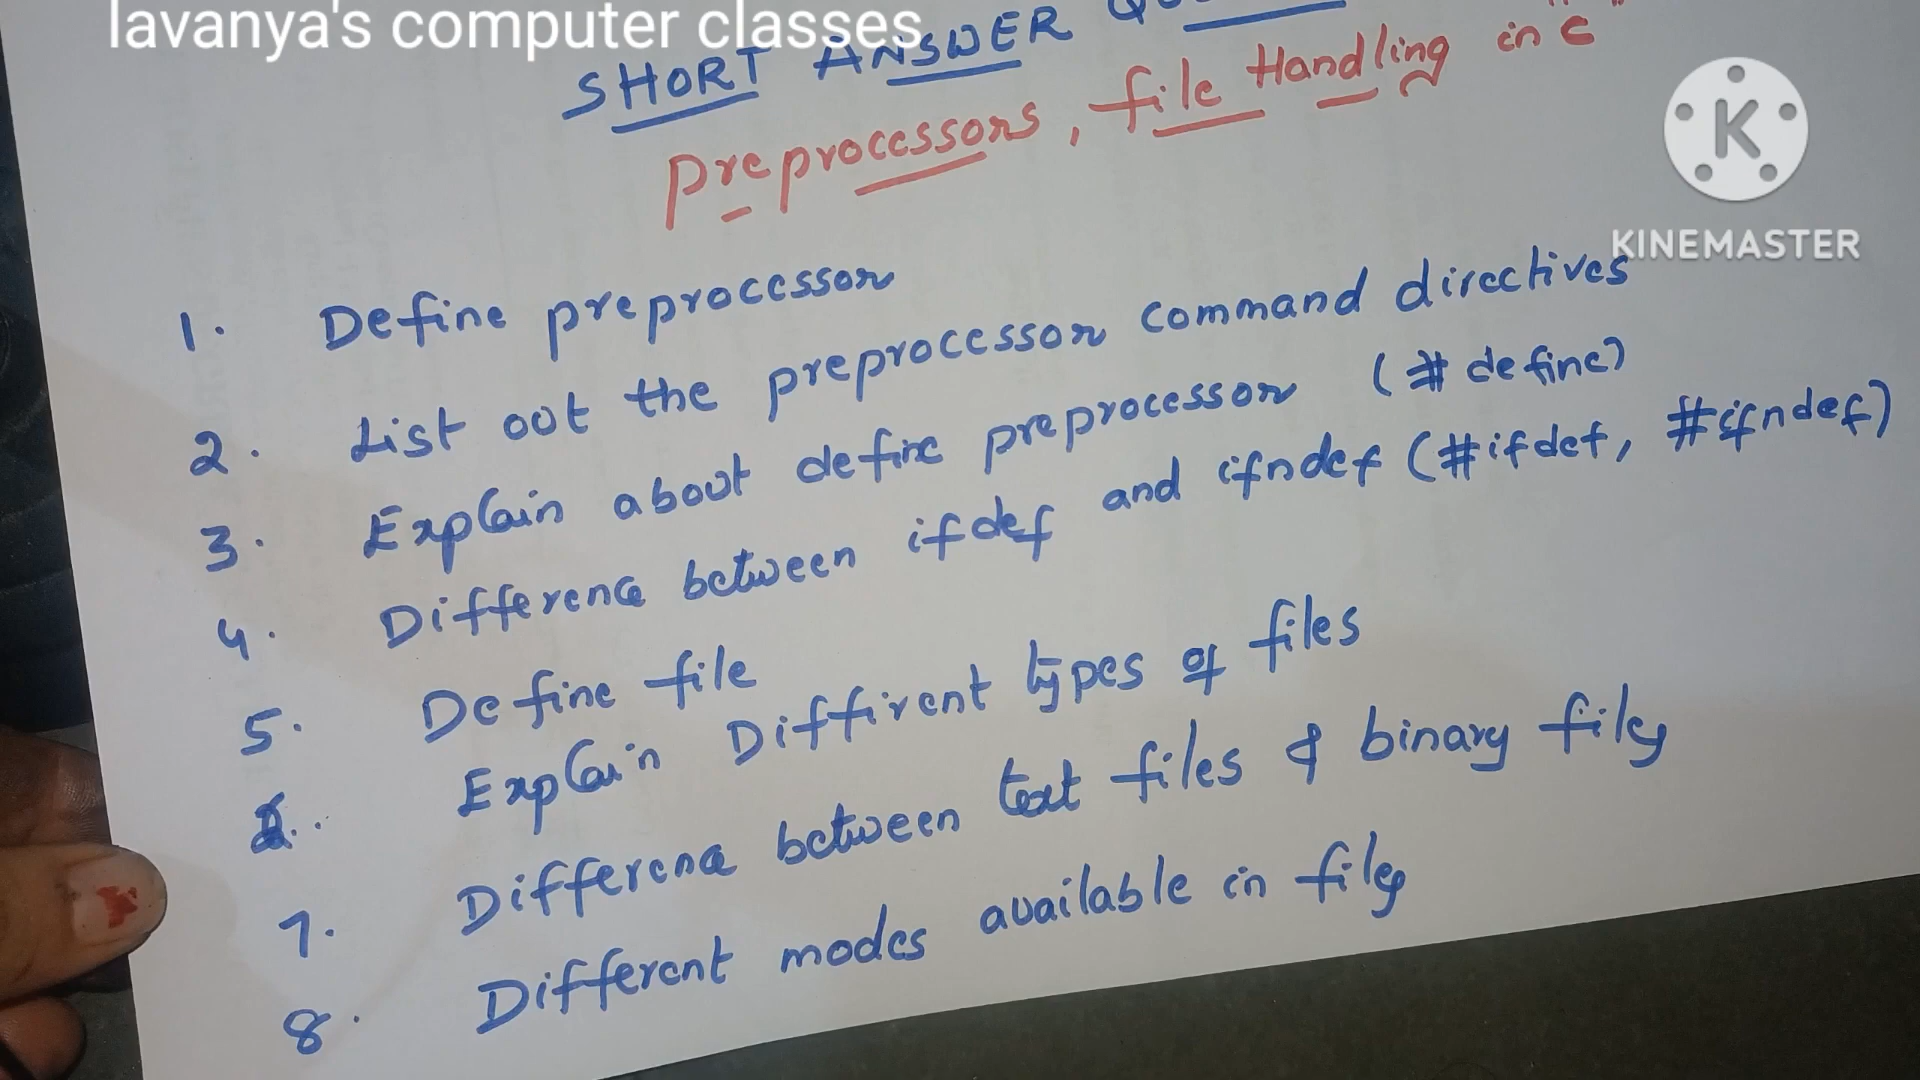 lavanya's computer classes
SHORT ANSWER
Preprocessors, file Handling in "C"
KINEMASTER
1. Define preprocessor
2. List out the preprocessor command directives
3. Explain about define preprocessor (# define)
4. Difference between ifdef and ifndef (#ifdef, #ifndef)
5. Define file
Explain Diffirent types of files
7. Difference between text files & binary files
8. Different modes available in files